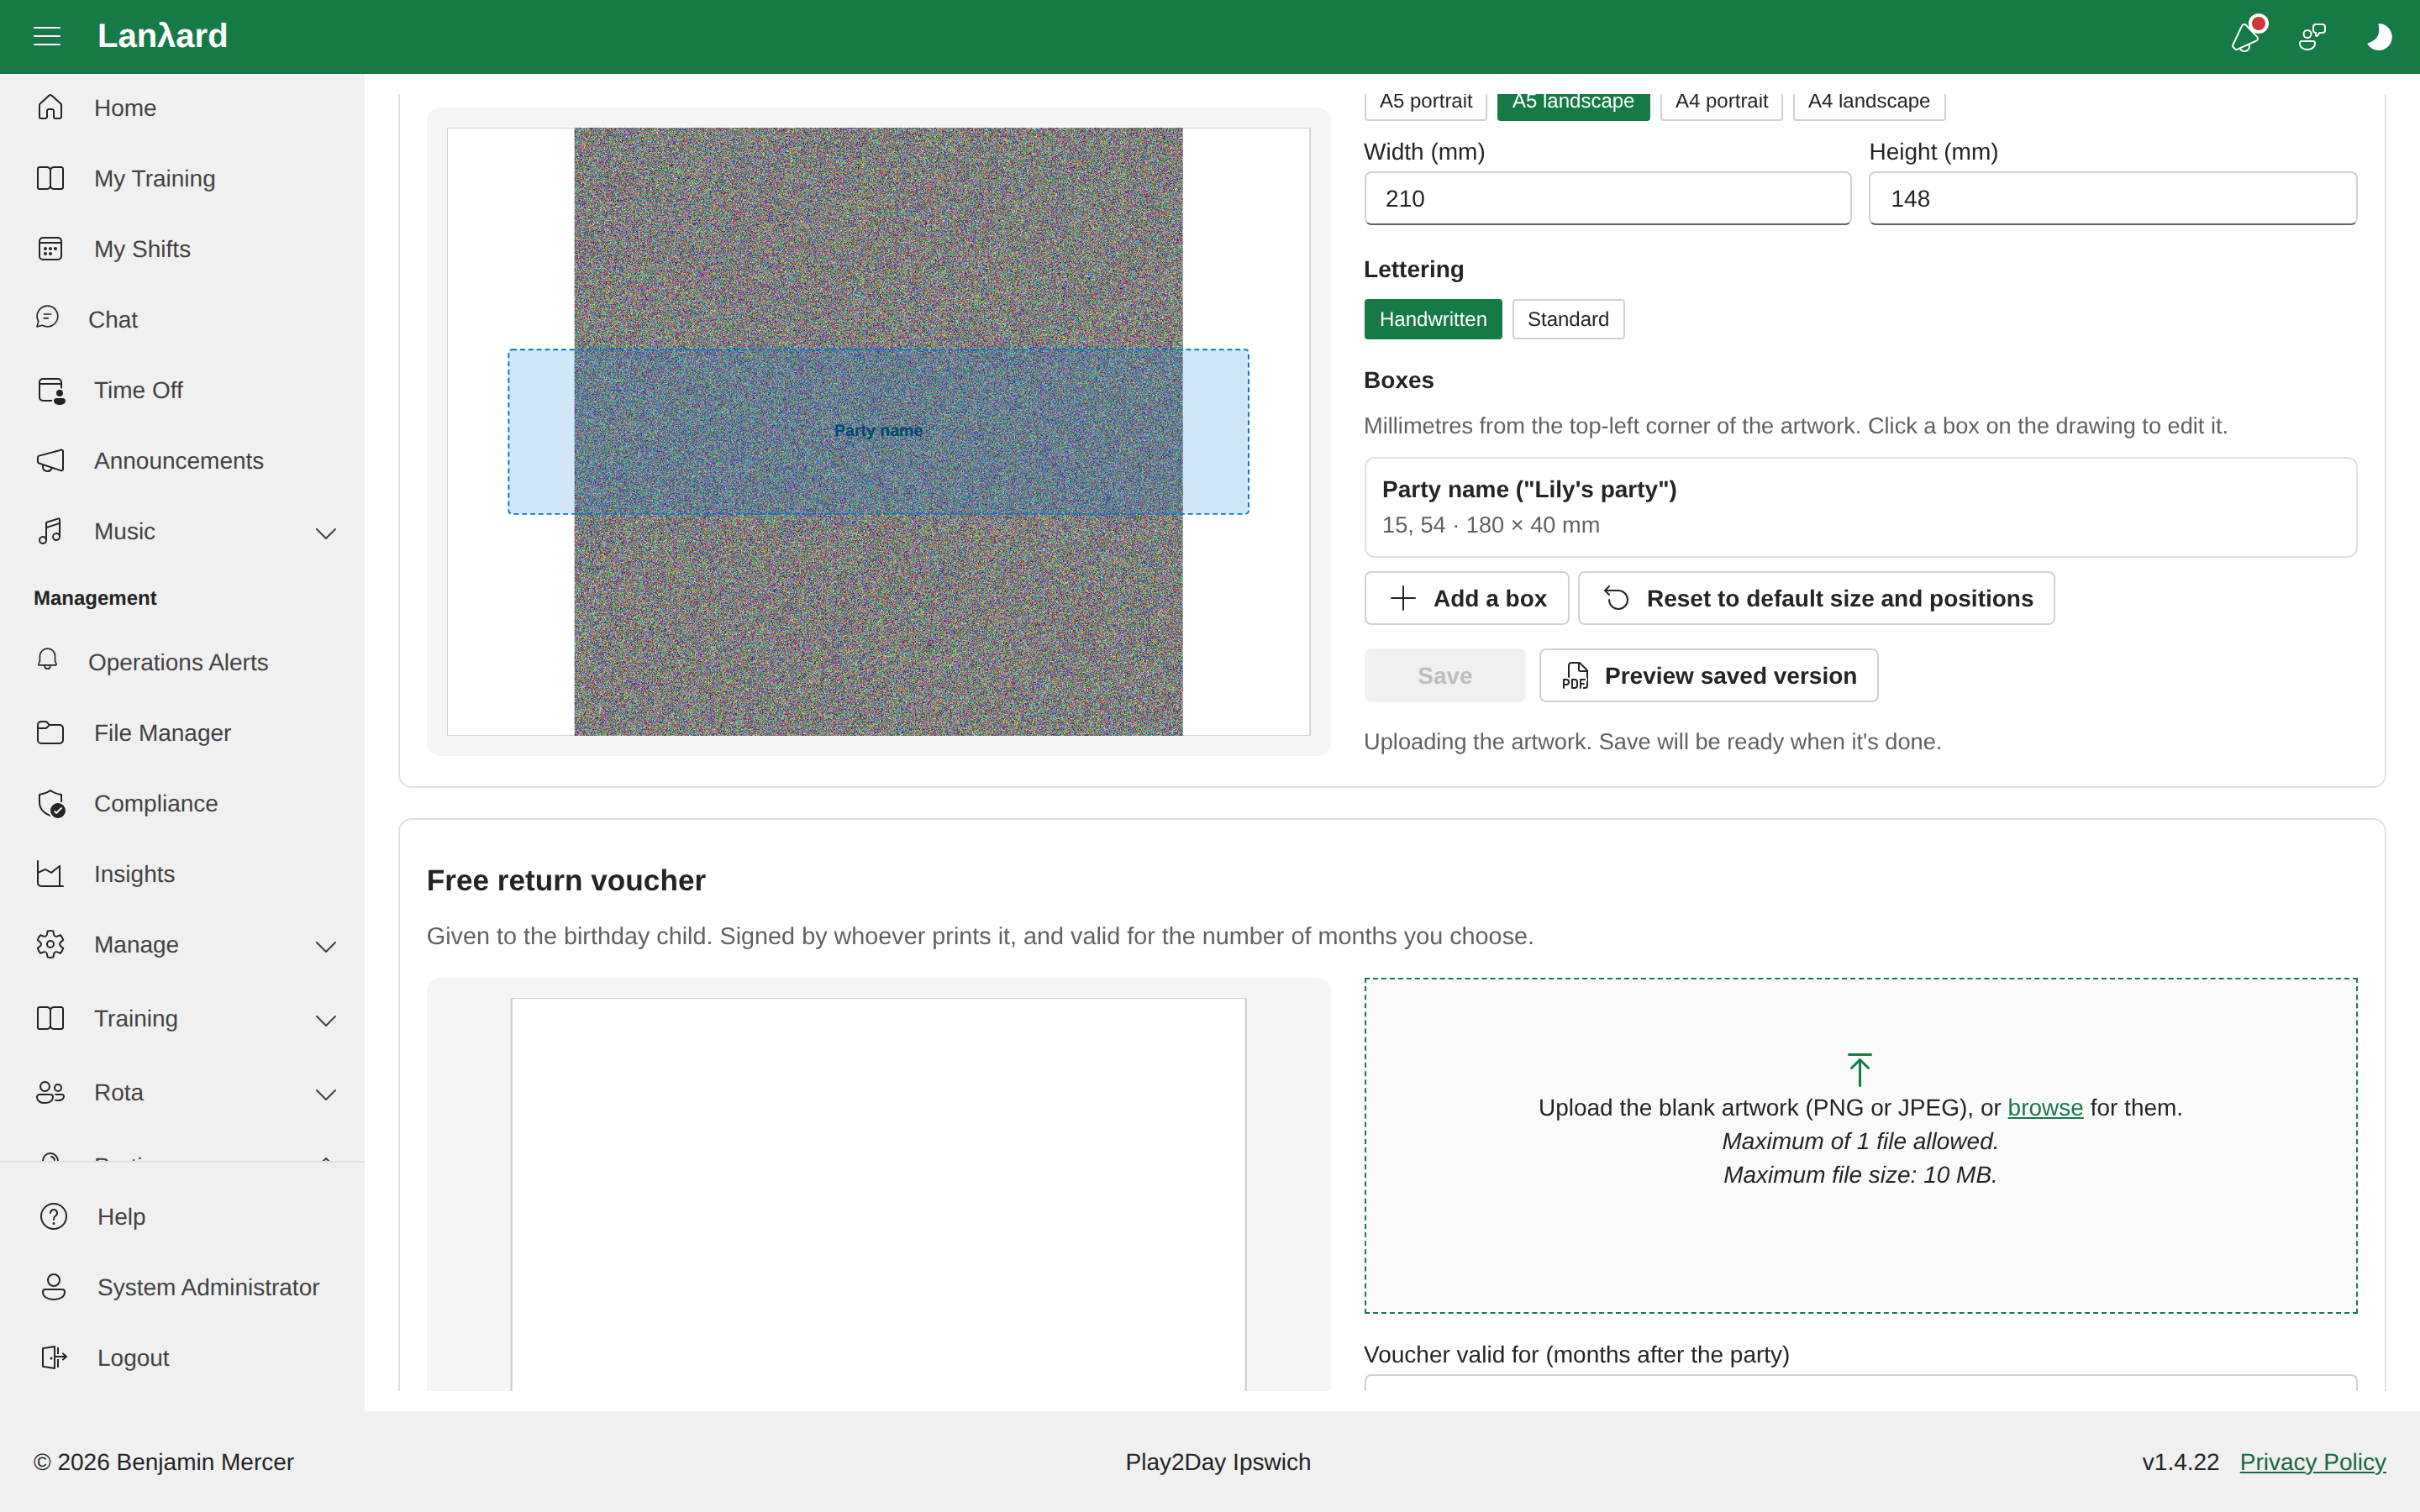 Lanλard
Home
My Training
My Shifts
Chat
Time Off
Announcements
Music
Management
Operations Alerts
File Manager
Compliance
Insights
Manage
Training
Rota
Help
System Administrator
Logout
Party name
A5 portrait
A5 landscape
A4 portrait
A4 landscape
Width (mm)
Height (mm)
210
148
Lettering
Handwritten
Standard
Boxes
Millimetres from the top-left corner of the artwork. Click a box on the drawing to edit it.
Party name ("Lily's party")
15, 54 · 180 × 40 mm
Add a box
Reset to default size and positions
Save
PDF
Preview saved version
Uploading the artwork. Save will be ready when it's done.
Free return voucher
Given to the birthday child. Signed by whoever prints it, and valid for the number of months you choose.
Upload the blank artwork (PNG or JPEG), or browse for them.
Maximum of 1 file allowed.
Maximum file size: 10 MB.
Voucher valid for (months after the party)
© 2026 Benjamin Mercer
Play2Day Ipswich
v1.4.22
Privacy Policy